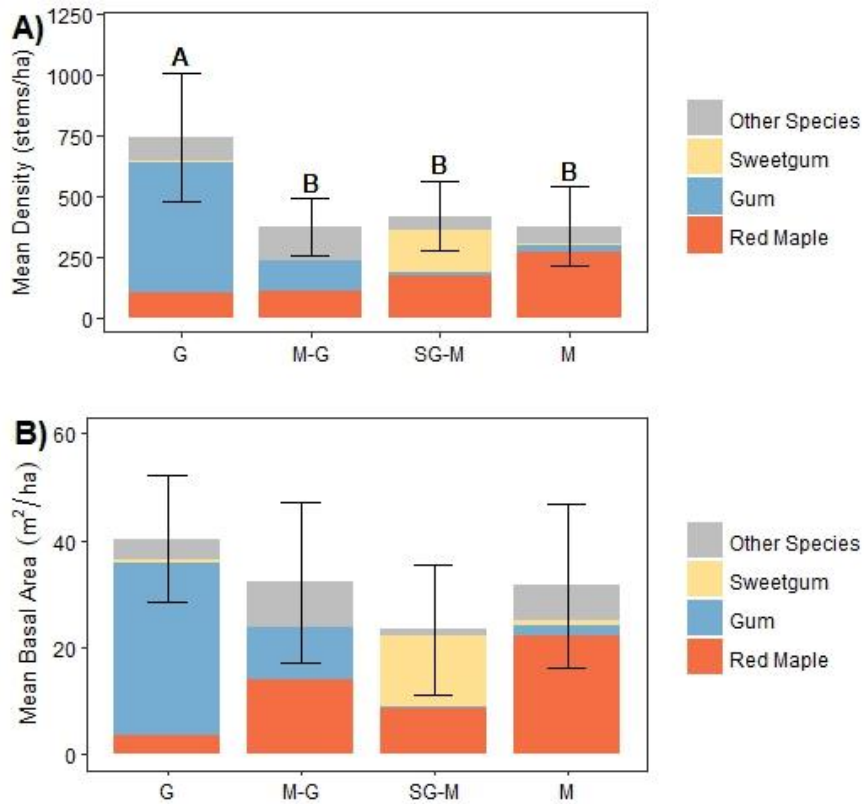 A)
Mean Density (stems/ha)
1250
1000
750
500
250
0
A
B
B
B
G
M-G
SG-M
M
Other Species
Sweetgum
Gum
Red Maple
B)
Mean Basal Area (m²/ha)
60
40
20
0
G
M-G
SG-M
M
Other Species
Sweetgum
Gum
Red Maple